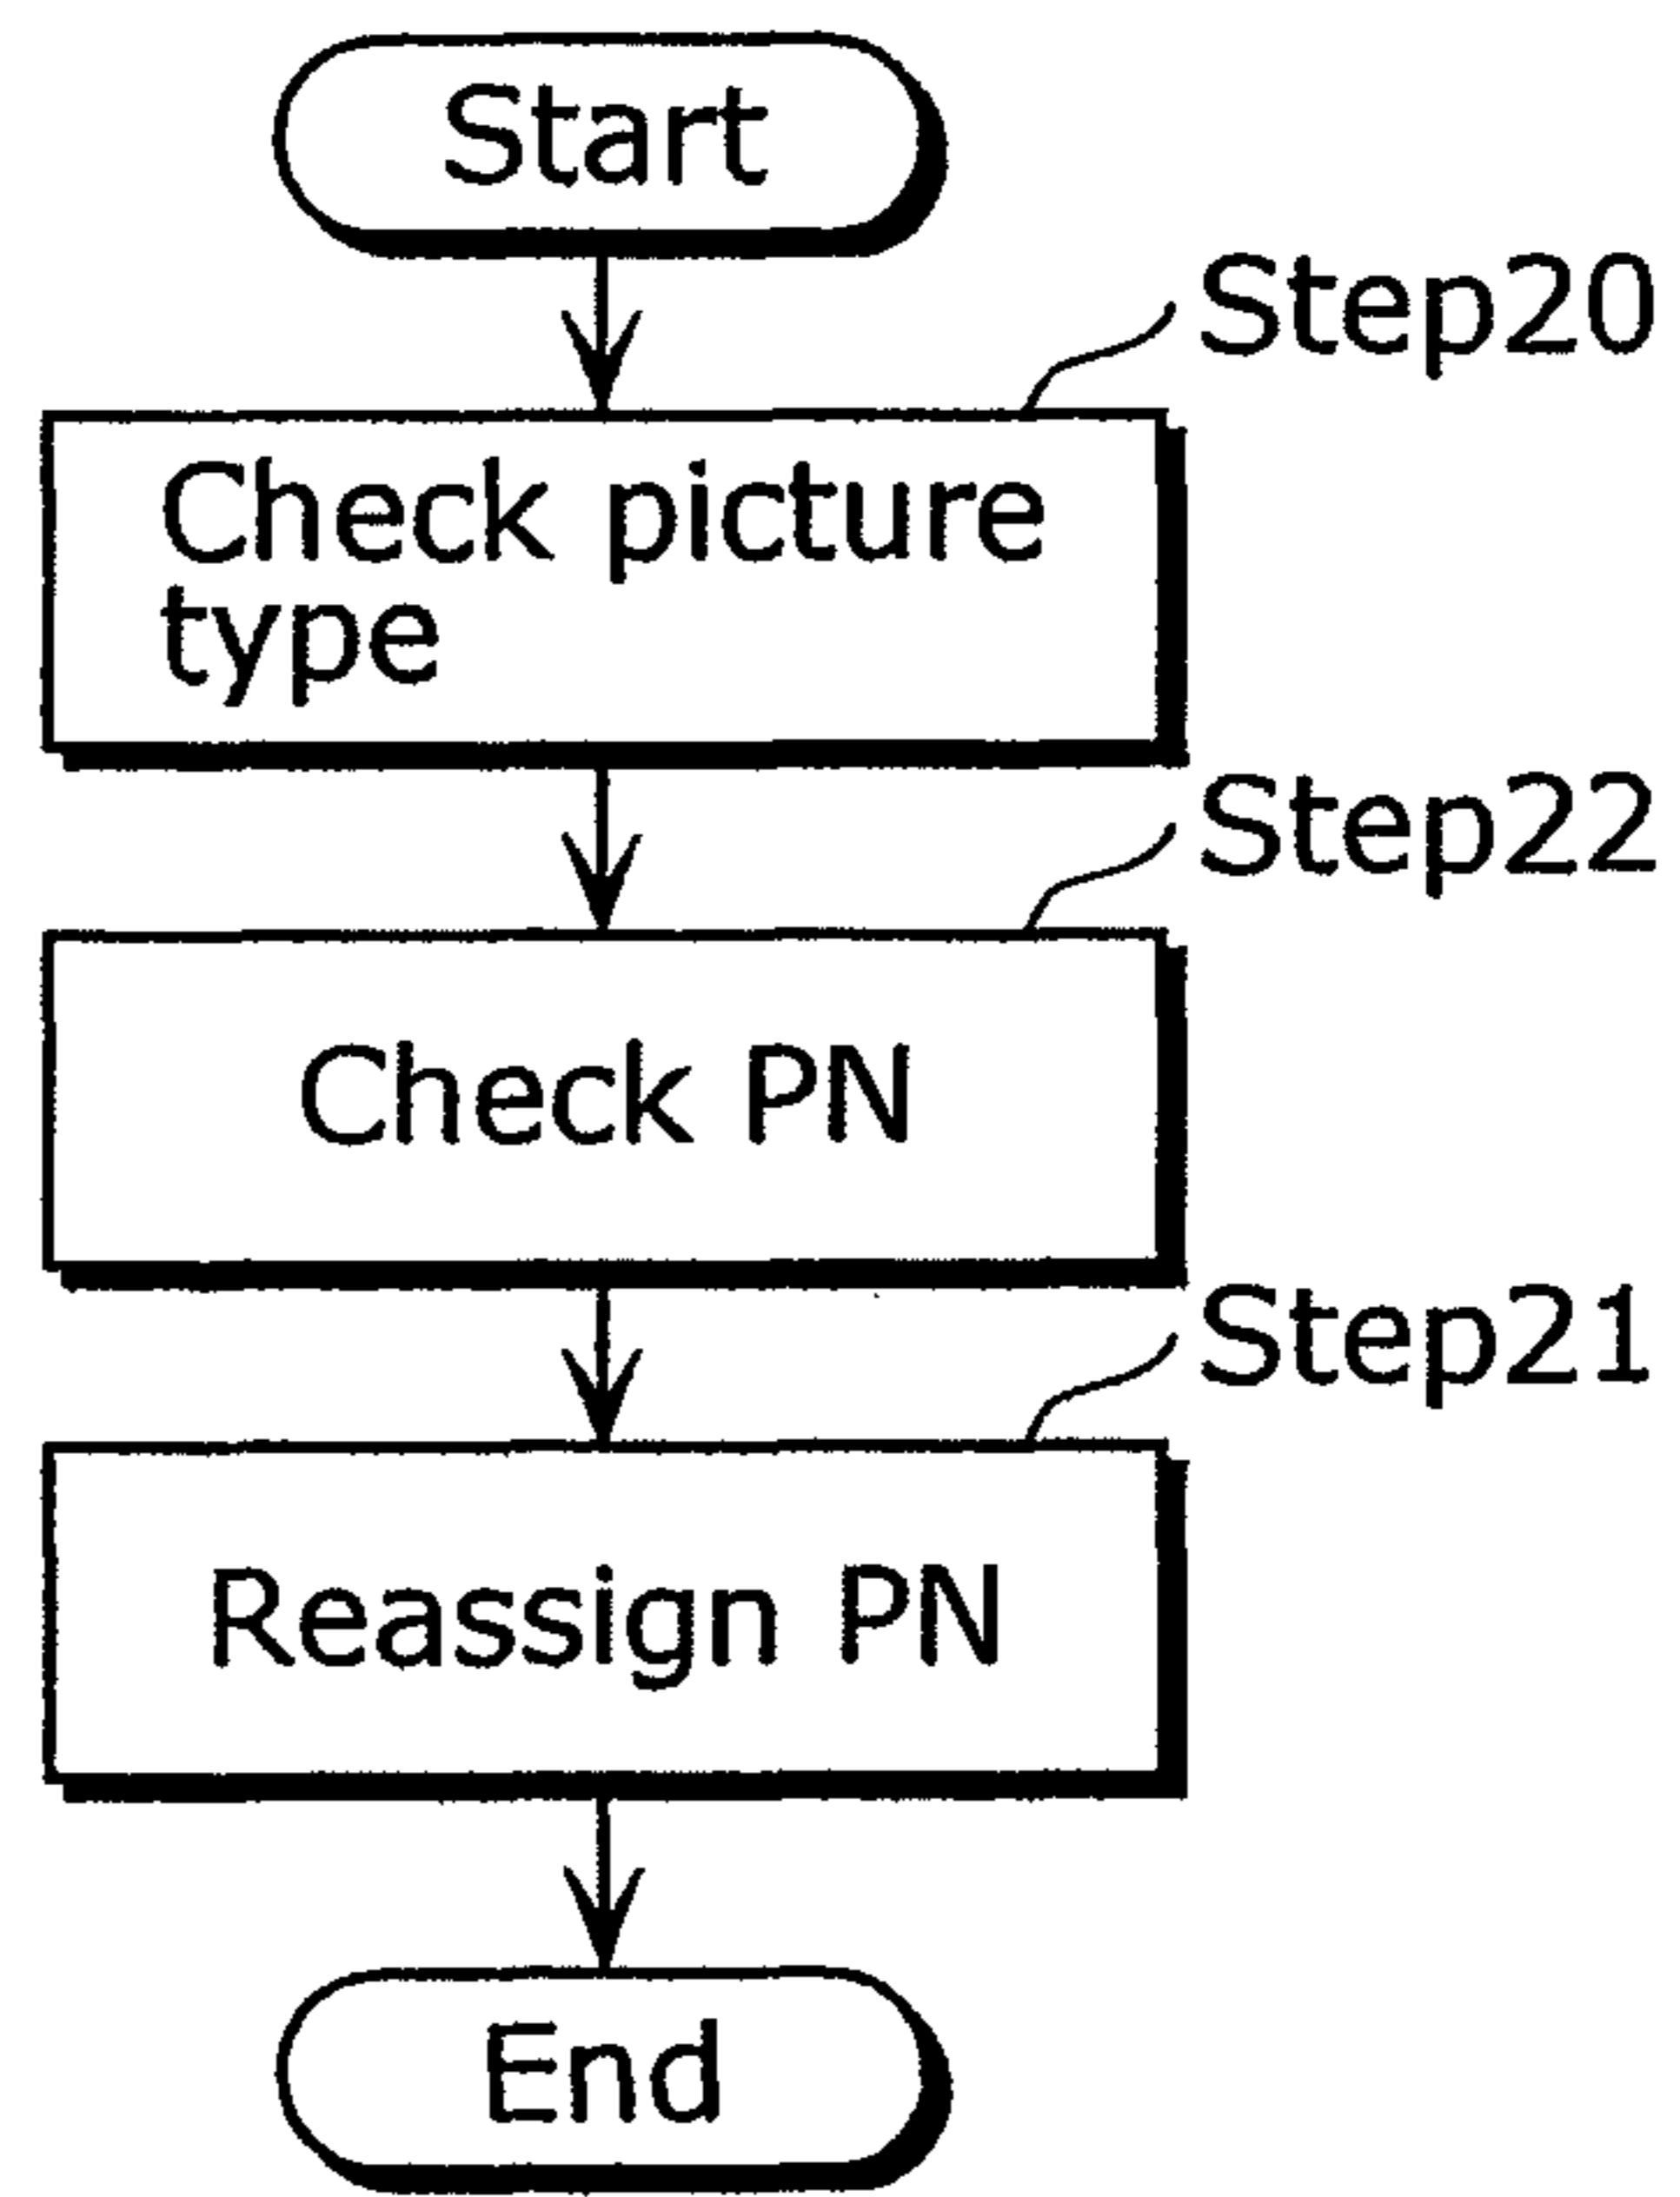 Start
Step20
Check picture
type
Step22
Check PN
Step21
Reassign PN
End